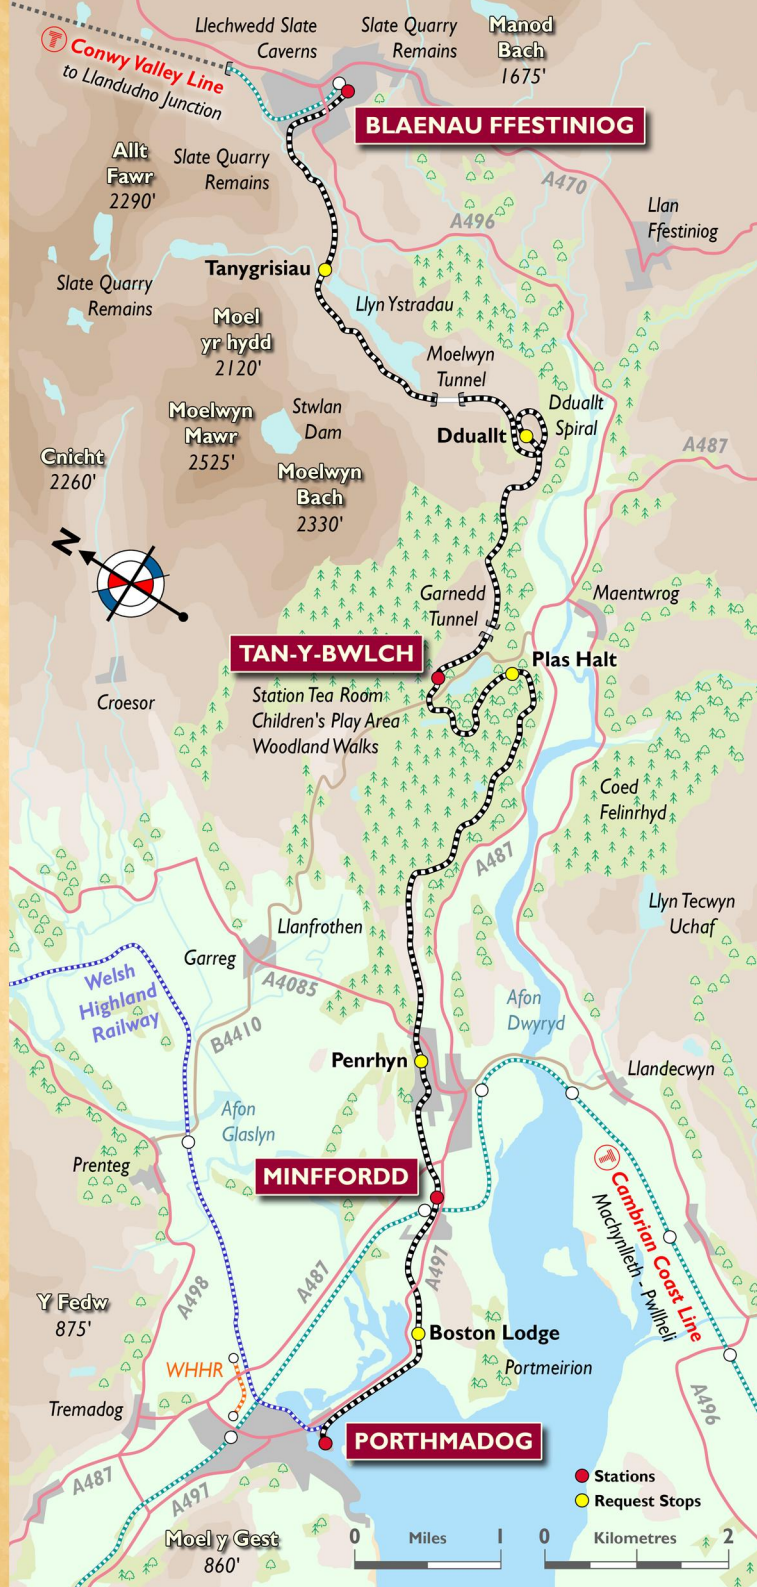 Llechwedd Slate
Caverns
Slate Quarry
Remains
Manod
Bach
1675'
T Conwy Valley Line
to Llandudno Junction
BLAENAU FFESTINIOG
Allt
Fawr
2290'
Slate Quarry
Remains
A470
A496
Llan
Ffestiniog
Tanygrisiau
Slate Quarry
Remains
Llyn Ystradau
Moel
yr hydd
2120'
Moelwyn
Tunnel
Moelwyn
Mawr
2525'
Stwlan
Dam
Dduallt
Dduallt
Spiral
A487
Cnicht
2260'
Moelwyn
Bach
2330'
N
Garnedd
Tunnel
Maentwrog
TAN-Y-BWLCH
Plas Halt
Station Tea Room
Children's Play Area
Woodland Walks
Croesor
Coed
Felinrhyd
A487
Llyn Tecwyn
Uchaf
Llanfrothen
Garreg
Welsh
Highland
Railway
A4085
B4410
Afon
Dwyryd
Penrhyn
Llandecwyn
Afon
Glaslyn
Prenteg
MINFFORDD
T Cambrian Coast Line
Machynlleth - Pwllheli
A498
A487
A497
Y Fedw
875'
Boston Lodge
WHHR
Portmeirion
Tremadog
A496
PORTHMADOG
A487
A497
Stations
Request Stops
Moel y Gest
860'
0 Miles 1
0 Kilometres 2